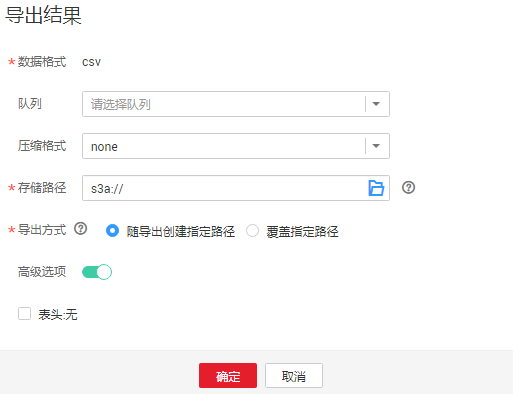 导出结果
* 数据格式 csv
队列 请选择队列
压缩格式 none
* 存储路径 s3a://
* 导出方式 随导出创建指定路径 覆盖指定路径
高级选项
表头:无
确定 取消